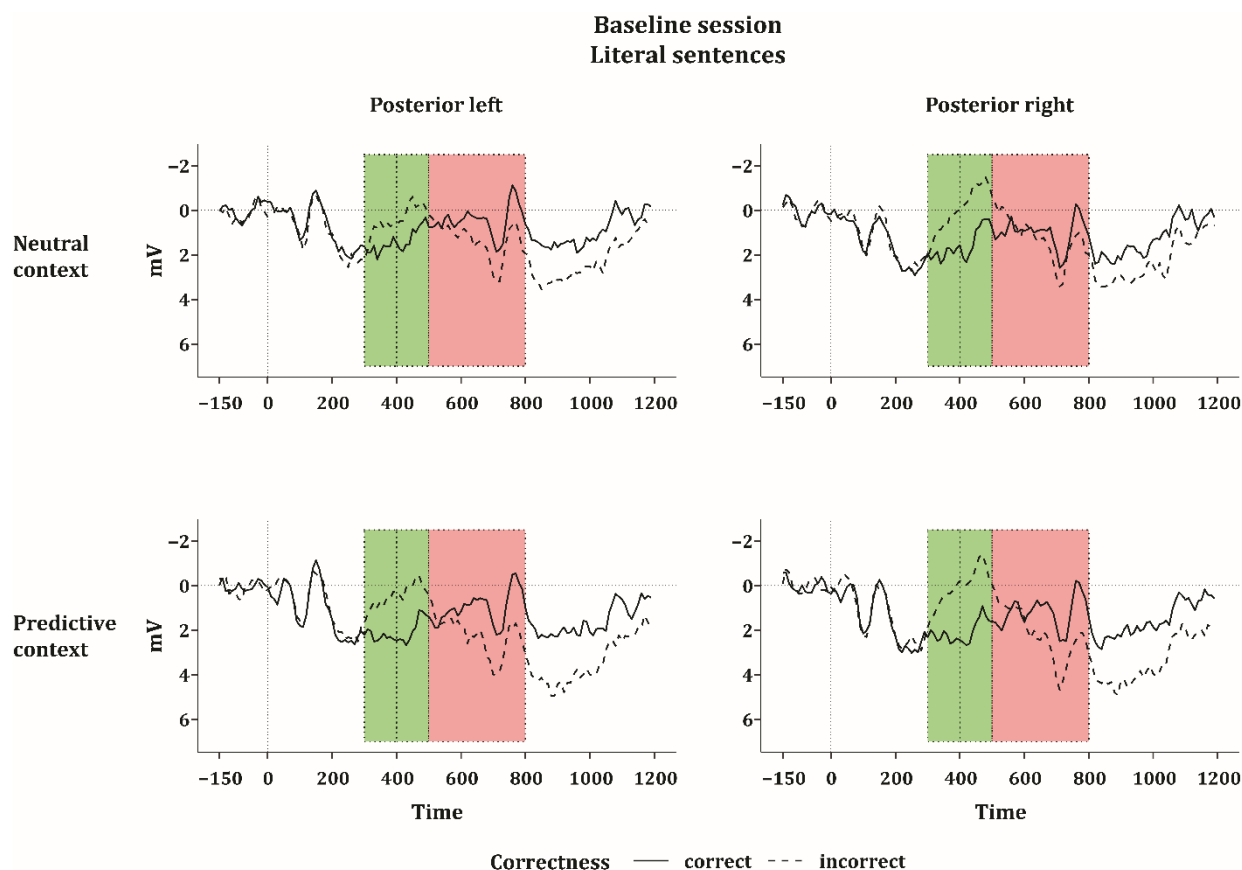 Baseline session
Literal sentences
Posterior left
Posterior right
Neutral
context
mV
−2
0
2
4
6
−150 0 200 400 600 800 1000 1200
mV
−2
0
2
4
6
−150 0 200 400 600 800 1000 1200
Predictive
context
mV
−2
0
2
4
6
−150 0 200 400 600 800 1000 1200
Time
mV
−2
0
2
4
6
−150 0 200 400 600 800 1000 1200
Time
Correctness correct incorrect